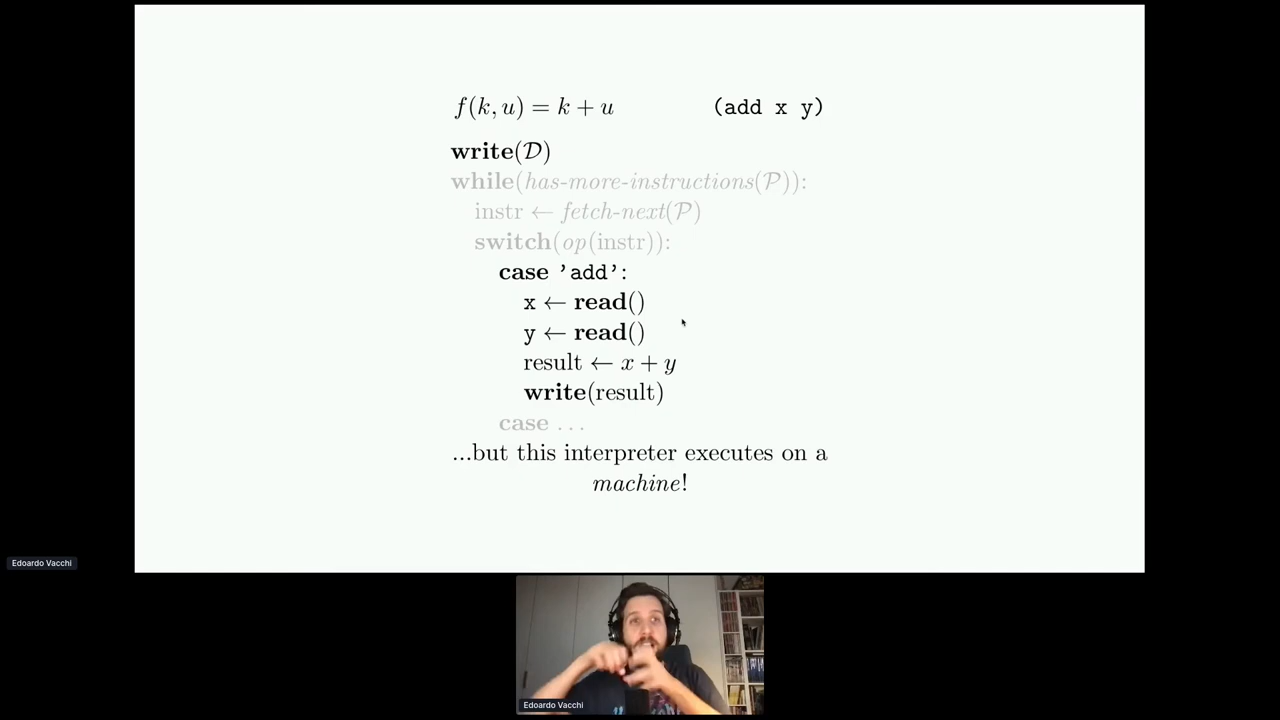 f(k, u) = k + u (add x y)
write(𝒟)
while(has-more-instructions(𝒫)):
instr ← fetch-next(𝒫)
switch(op(instr)):
case 'add':
x ← read()
y ← read()
result ← x + y
write(result)
case ...
...but this interpreter executes on a
machine!
Edoardo Vacchi
Edoardo Vacchi